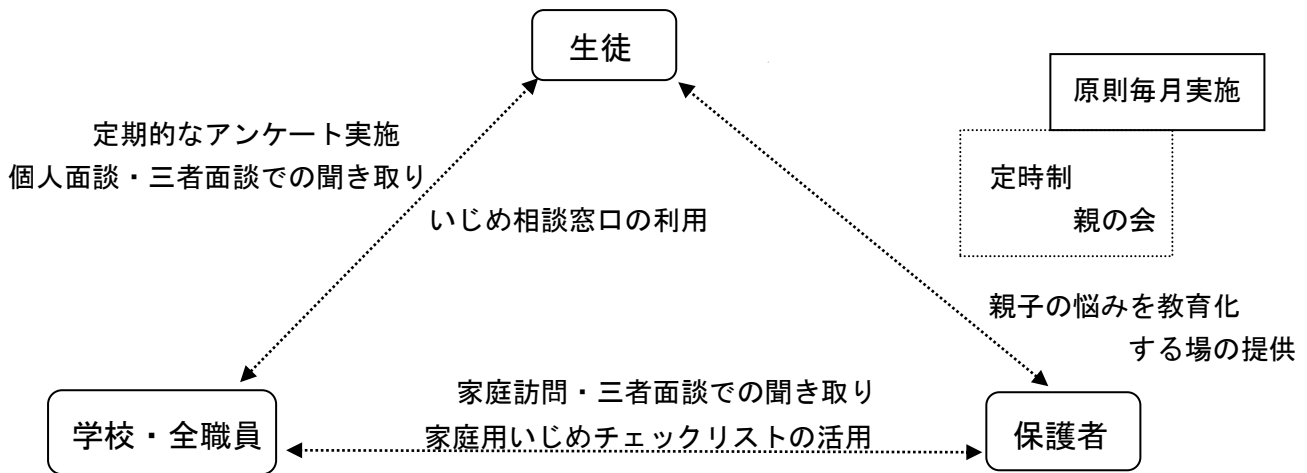 生徒
原則毎月実施
定期的なアンケート実施
個人面談・三者面談での聞き取り
定時制
親の会
いじめ相談窓口の利用
親子の悩みを教育化
する場の提供
家庭訪問・三者面談での聞き取り
学校・全職員
家庭用いじめチェックリストの活用
保護者